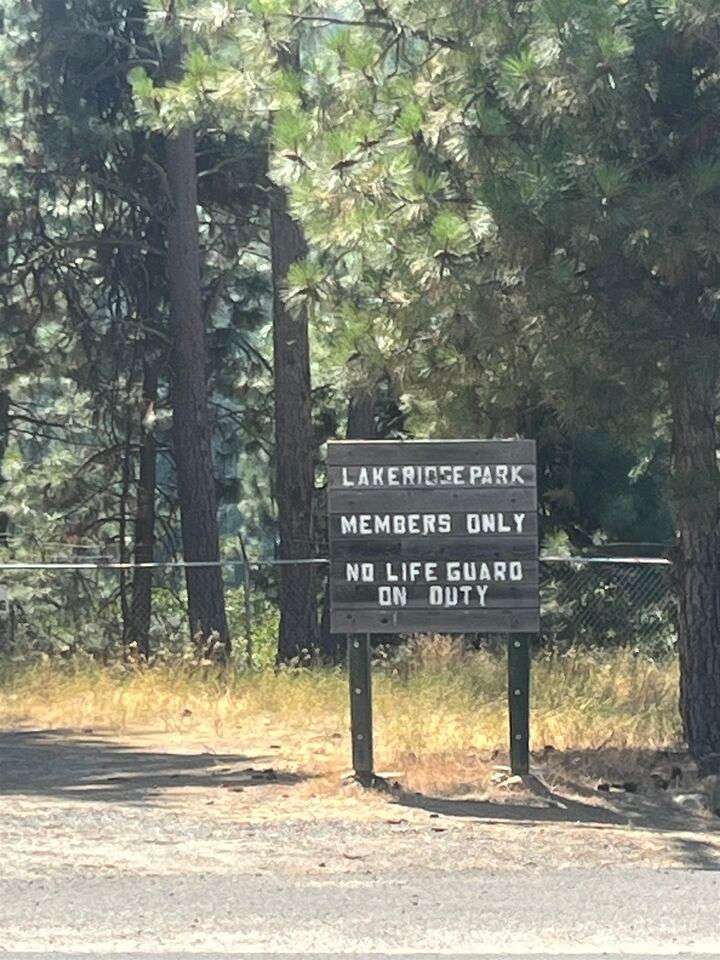 LAKERIDGE PARK
MEMBERS ONLY
NO LIFE GUARD
ON DUTY